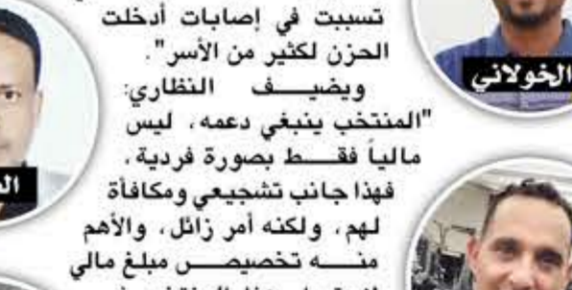 تسببت في إصابات أدخلت
الحزن لكثير من الأسر".
ويضيف النظاري:
"المنتخب ينبغي دعمه، ليس
مالياً فقط بصورة فردية،
فهذا جانب تشجيعي ومكافأة
لهم، ولكنه أمر زائل، والأهم
منه تخصيص مبلغ مالي
الخولاني